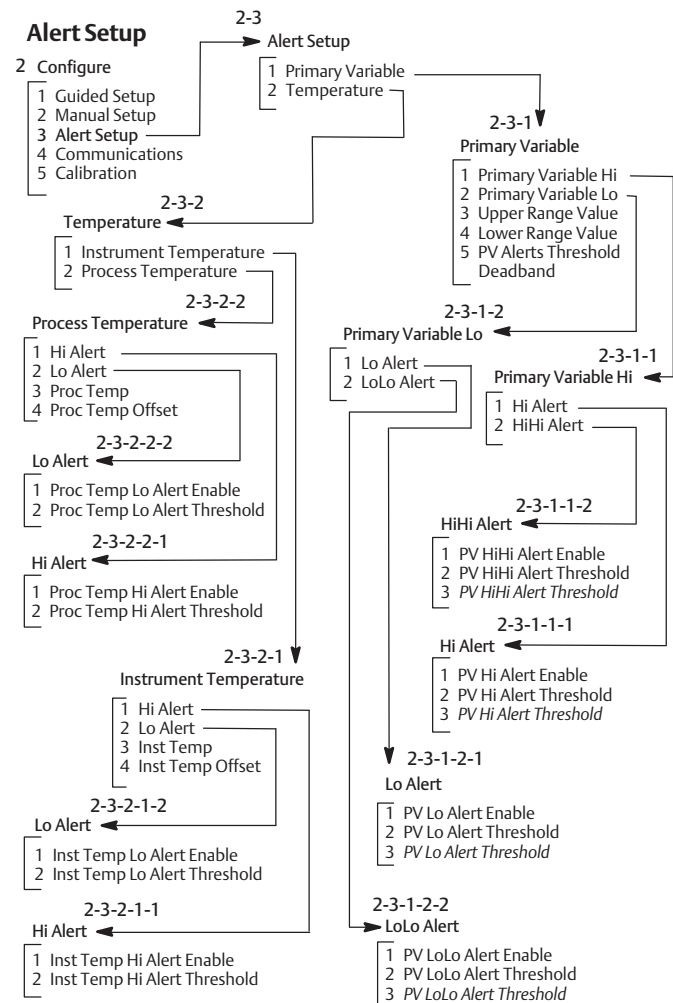 Alert Setup
2 Configure
1 Guided Setup
2 Manual Setup
3 Alert Setup
4 Communications
5 Calibration
2-3
Alert Setup
1 Primary Variable
2 Temperature
2-3-1
Primary Variable
1 Primary Variable Hi
2 Primary Variable Lo
3 Upper Range Value
4 Lower Range Value
5 PV Alerts Threshold
Deadband
2-3-2
Temperature
1 Instrument Temperature
2 Process Temperature
2-3-2-2
Process Temperature
1 Hi Alert
2 Lo Alert
3 Proc Temp
4 Proc Temp Offset
2-3-2-2-2
Lo Alert
1 Proc Temp Lo Alert Enable
2 Proc Temp Lo Alert Threshold
2-3-2-2-1
Hi Alert
1 Proc Temp Hi Alert Enable
2 Proc Temp Hi Alert Threshold
2-3-2-1
Instrument Temperature
1 Hi Alert
2 Lo Alert
3 Inst Temp
4 Inst Temp Offset
2-3-2-1-2
Lo Alert
1 Inst Temp Lo Alert Enable
2 Inst Temp Lo Alert Threshold
2-3-2-1-1
Hi Alert
1 Inst Temp Hi Alert Enable
2 Inst Temp Hi Alert Threshold
2-3-1-2
Primary Variable Lo
1 Lo Alert
2 LoLo Alert
2-3-1-1
Primary Variable Hi
1 Hi Alert
2 HiHi Alert
2-3-1-1-2
HiHi Alert
1 PV HiHi Alert Enable
2 PV HiHi Alert Threshold
3 PV HiHi Alert Threshold
2-3-1-1-1
Hi Alert
1 PV Hi Alert Enable
2 PV Hi Alert Threshold
3 PV Hi Alert Threshold
2-3-1-2-1
Lo Alert
1 PV Lo Alert Enable
2 PV Lo Alert Threshold
3 PV Lo Alert Threshold
2-3-1-2-2
LoLo Alert
1 PV LoLo Alert Enable
2 PV LoLo Alert Threshold
3 PV LoLo Alert Threshold